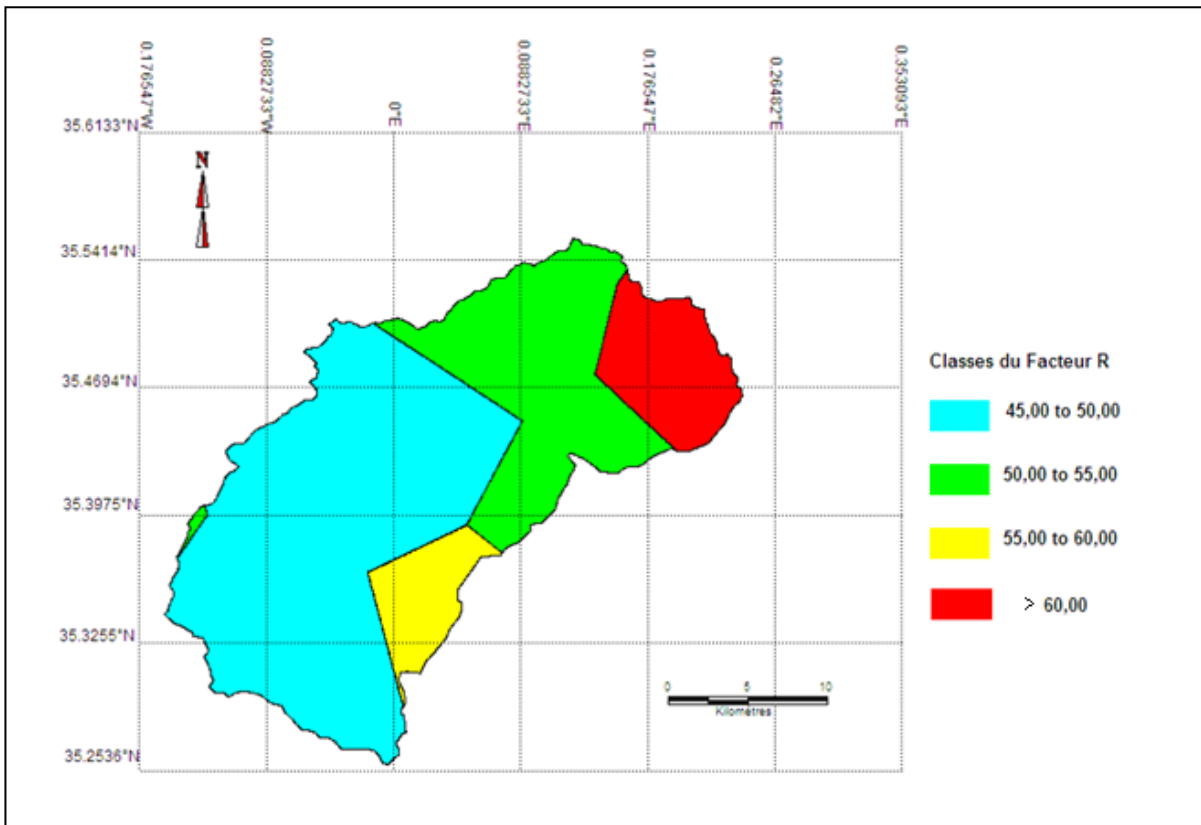 0.176547°W
0.0882733°W
0°E
0.0882733°E
0.176547°E
0.26482°E
0.353093°E
35.6133°N
35.5414°N
35.4694°N
35.3975°N
35.3255°N
35.2536°N
N
Classes du Facteur R
45,00 to 50,00
50,00 to 55,00
55,00 to 60,00
> 60,00
0 5 10
Kilomètres